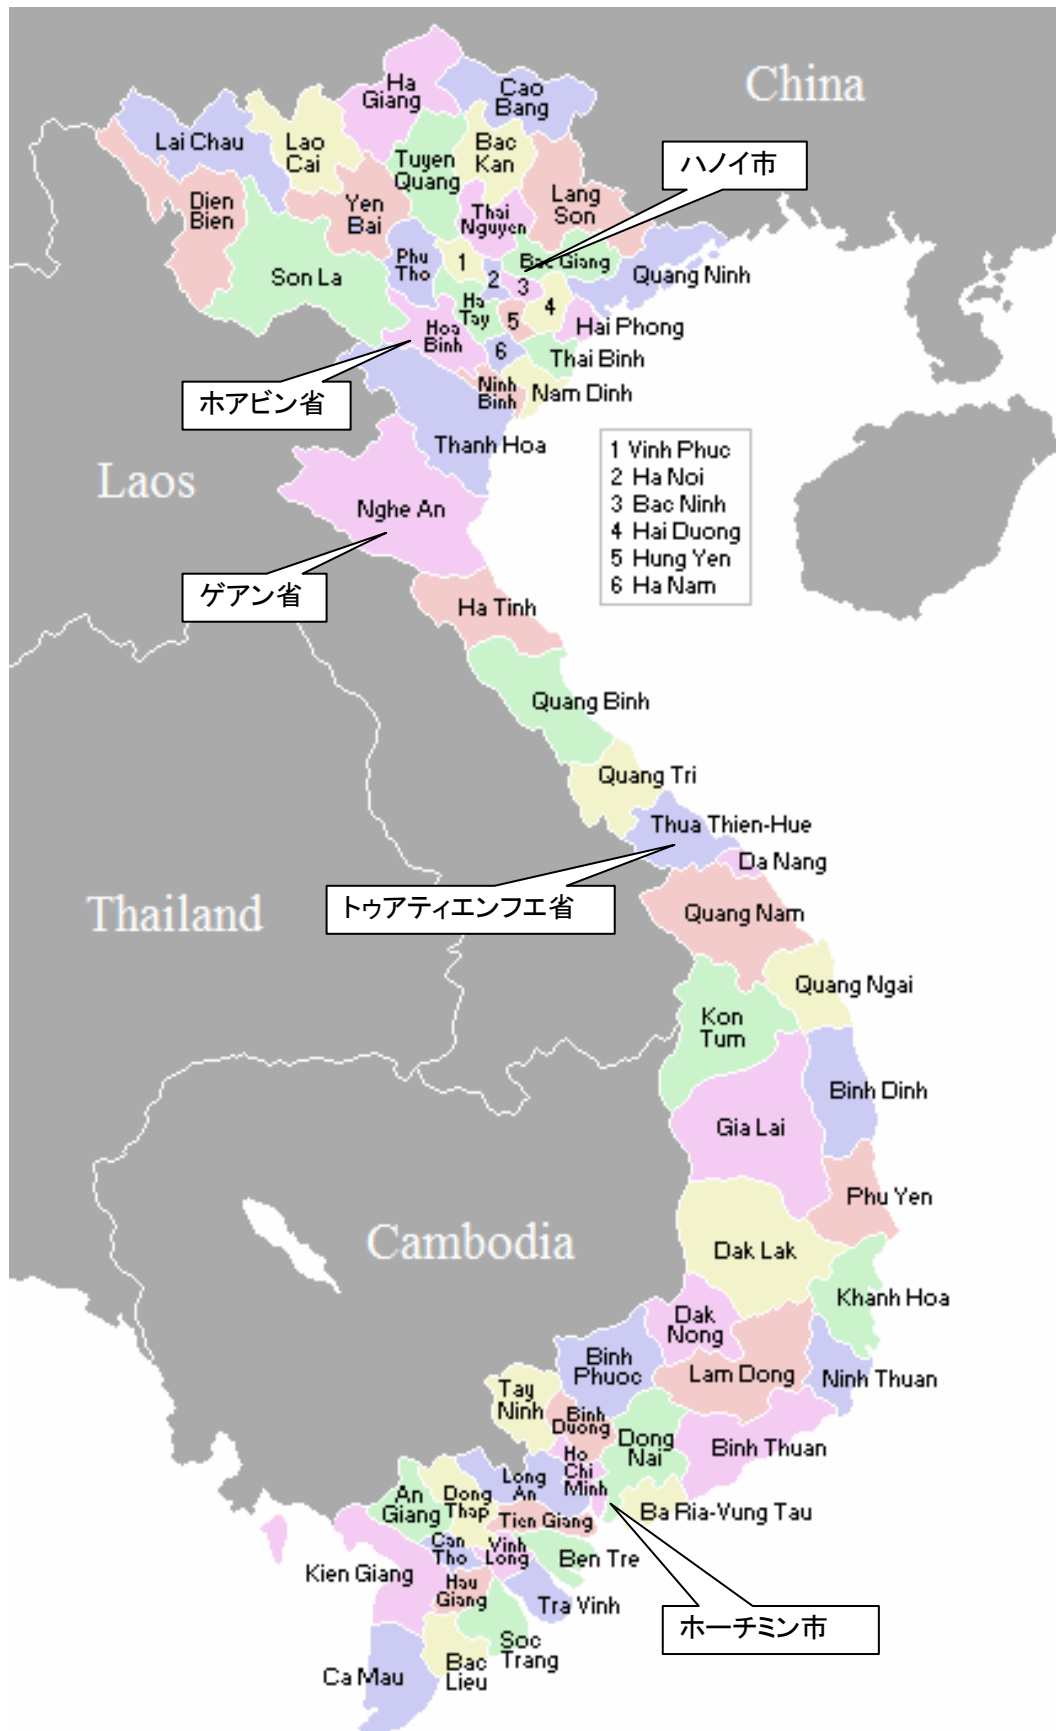 China
Ha
Giang
Cao
Bang
Lai Chau
Lao
Cai
Tuyen
Quang
Bac
Kan
ハノイ市
Dien
Bien
Yen
Bai
Thai
Nguyen
Lang
Son
Son La
Phu
Tho
1
2
3
Bac Giang
Quang Ninh
Ha
Tay
4
5
Hai Phong
Hoa
Binh
6
Thai Binh
ホアビン省
Ninh
Binh
Nam Dinh
Thanh Hoa
Laos
1 Vinh Phuc
2 Ha Noi
3 Bac Ninh
4 Hai Duong
5 Hung Yen
6 Ha Nam
Nghe An
ゲアン省
Ha Tinh
Quang Binh
Quang Tri
Thua Thien-Hue
Da Nang
トゥアティエンフエ省
Thailand
Quang Nam
Quang Ngai
Kon
Tum
Binh Dinh
Gia Lai
Phu Yen
Cambodia
Dak Lak
Khanh Hoa
Dak
Nong
Binh
Phuoc
Lam Dong
Ninh Thuan
Tay
Ninh
Binh
Duong
Dong
Nai
Binh Thuan
Ho
Chi
Minh
Long
An
An
Giang
Dong
Thap
Tien Giang
Ba Ria-Vung Tau
Can
Tho
Vinh
Long
Ben Tre
Kien Giang
Hau
Giang
Tra Vinh
ホーチミン市
Soc
Trang
Bac
Lieu
Ca Mau